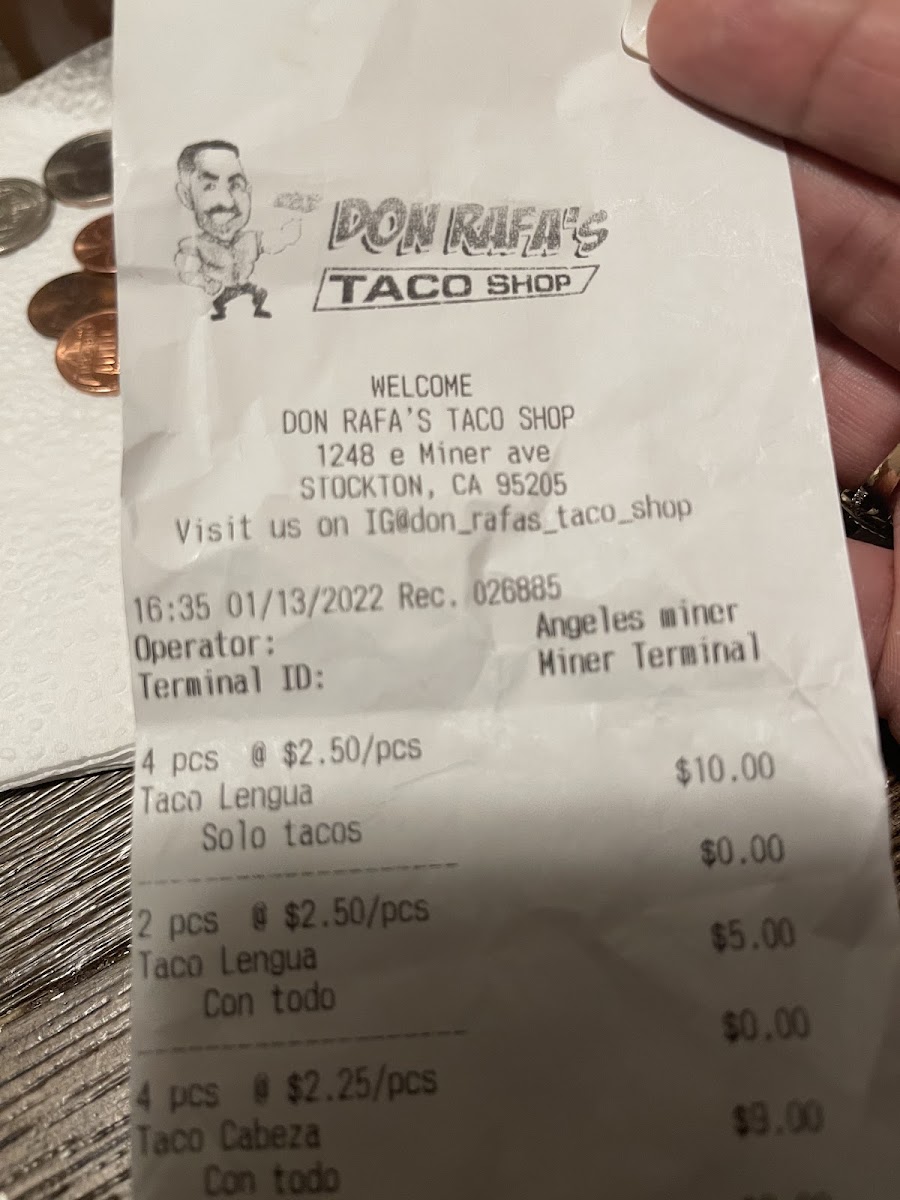 DON RAFA'S
TACO SHOP
WELCOME
DON RAFA'S TACO SHOP
1248 e Miner ave
STOCKTON, CA 95205
Visit us on IG@don_rafas_taco_shop
16:35 01/13/2022 Rec. 026885
Operator: Angeles miner
Terminal ID: Miner Terminal
4 pcs @ $2.50/pcs
Taco Lengua $10.00
Solo tacos $0.00
2 pcs @ $2.50/pcs
Taco Lengua $5.00
Con todo $0.00
4 pcs @ $2.25/pcs
Taco Cabeza $9.00
Con todo